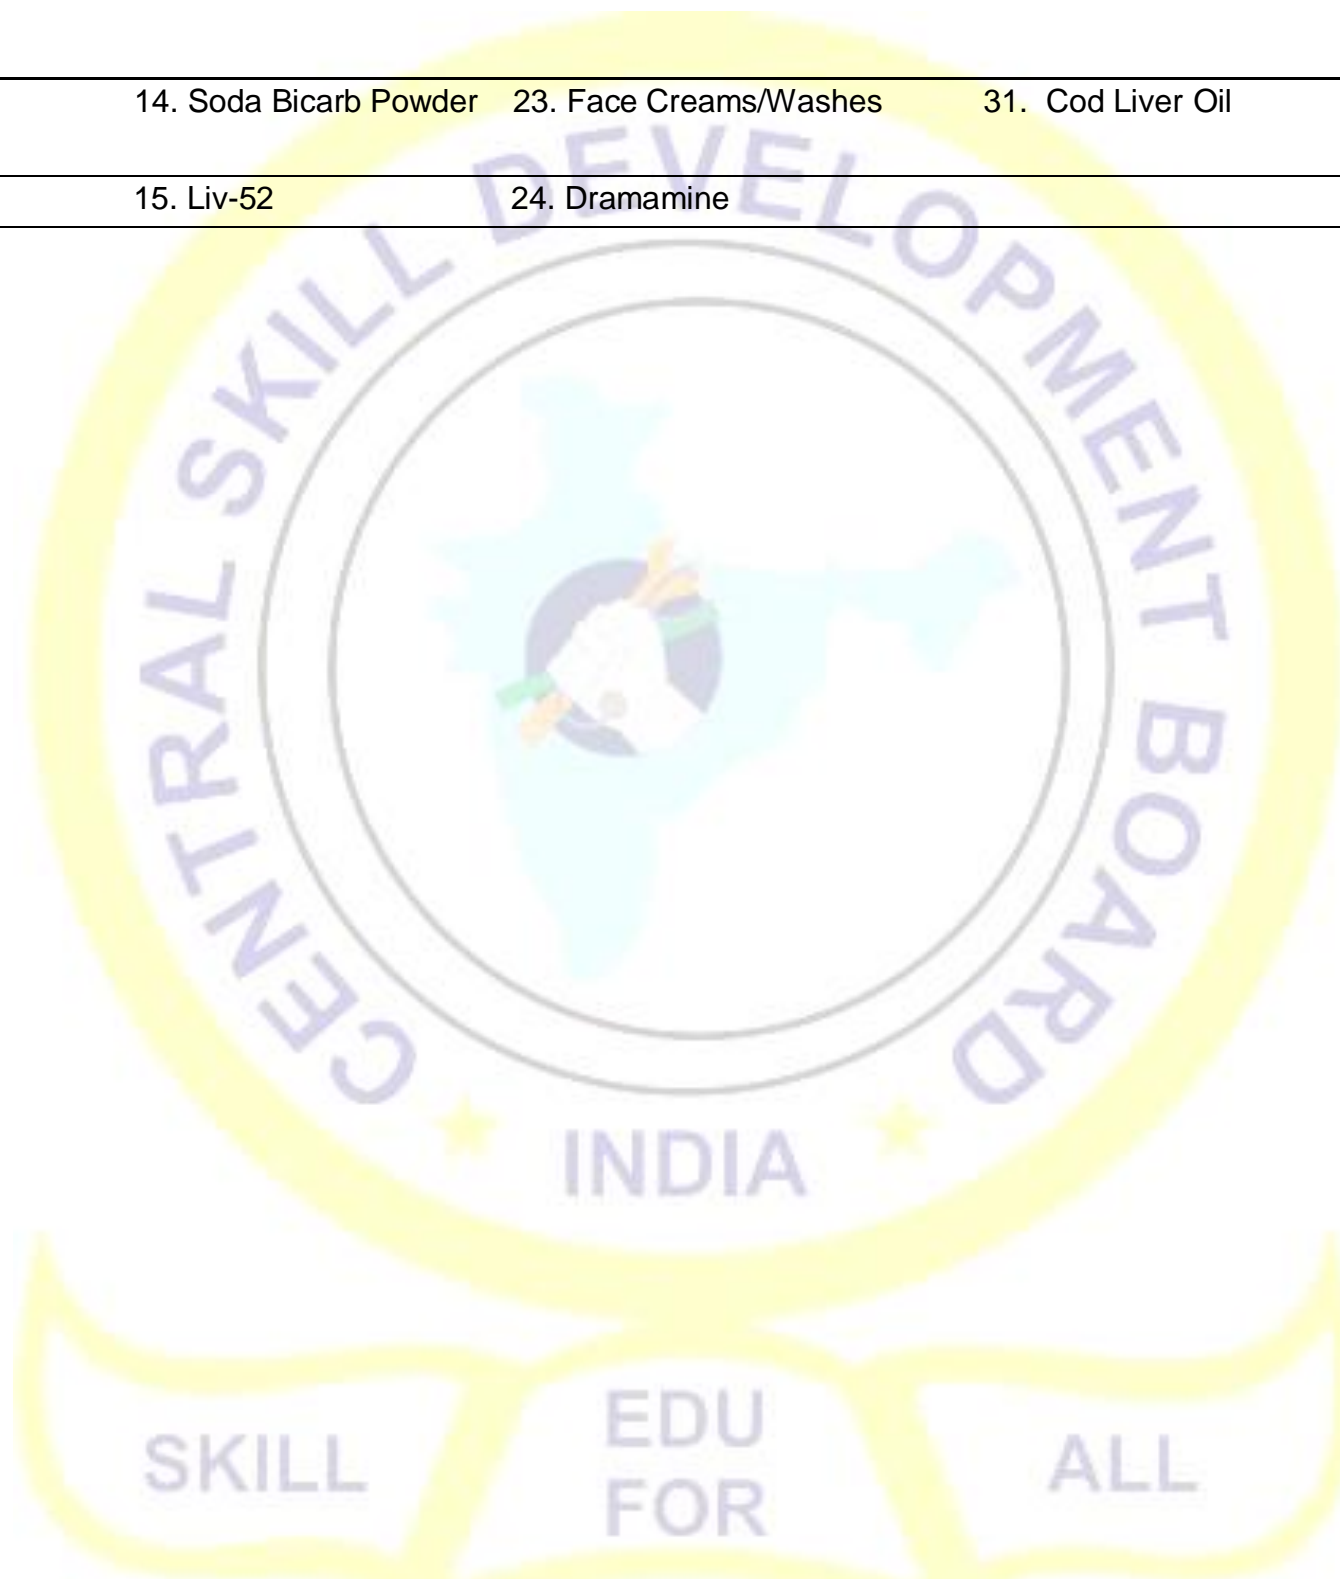 14. Soda Bicarb Powder 23. Face Creams/Washes 31. Cod Liver Oil
15. Liv-52 24. Dramamine
CENTRAL SKILL DEVELOPMENT BOARD
INDIA
SKILL EDU FOR ALL